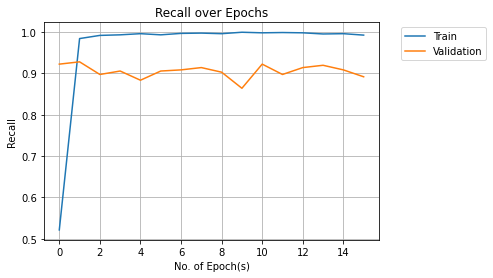 Recall over Epochs
1.0
0.9
0.8
0.7
0.6
0.5
Recall
0 2 4 6 8 10 12 14
No. of Epoch(s)
Train
Validation